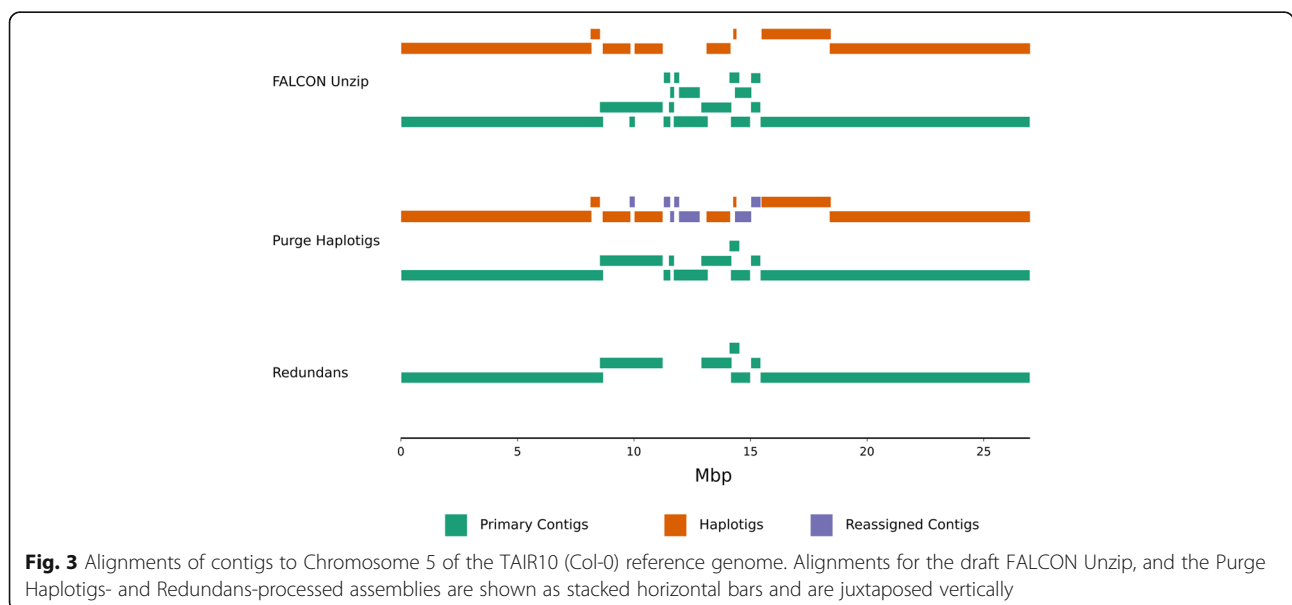 FALCON Unzip
Purge Haplotigs
Redundans
0 5 10 15 20 25
Mbp
Primary Contigs Haplotigs Reassigned Contigs
Fig. 3 Alignments of contigs to Chromosome 5 of the TAIR10 (Col-0) reference genome. Alignments for the draft FALCON Unzip, and the Purge
Haplotigs- and Redundans-processed assemblies are shown as stacked horizontal bars and are juxtaposed vertically